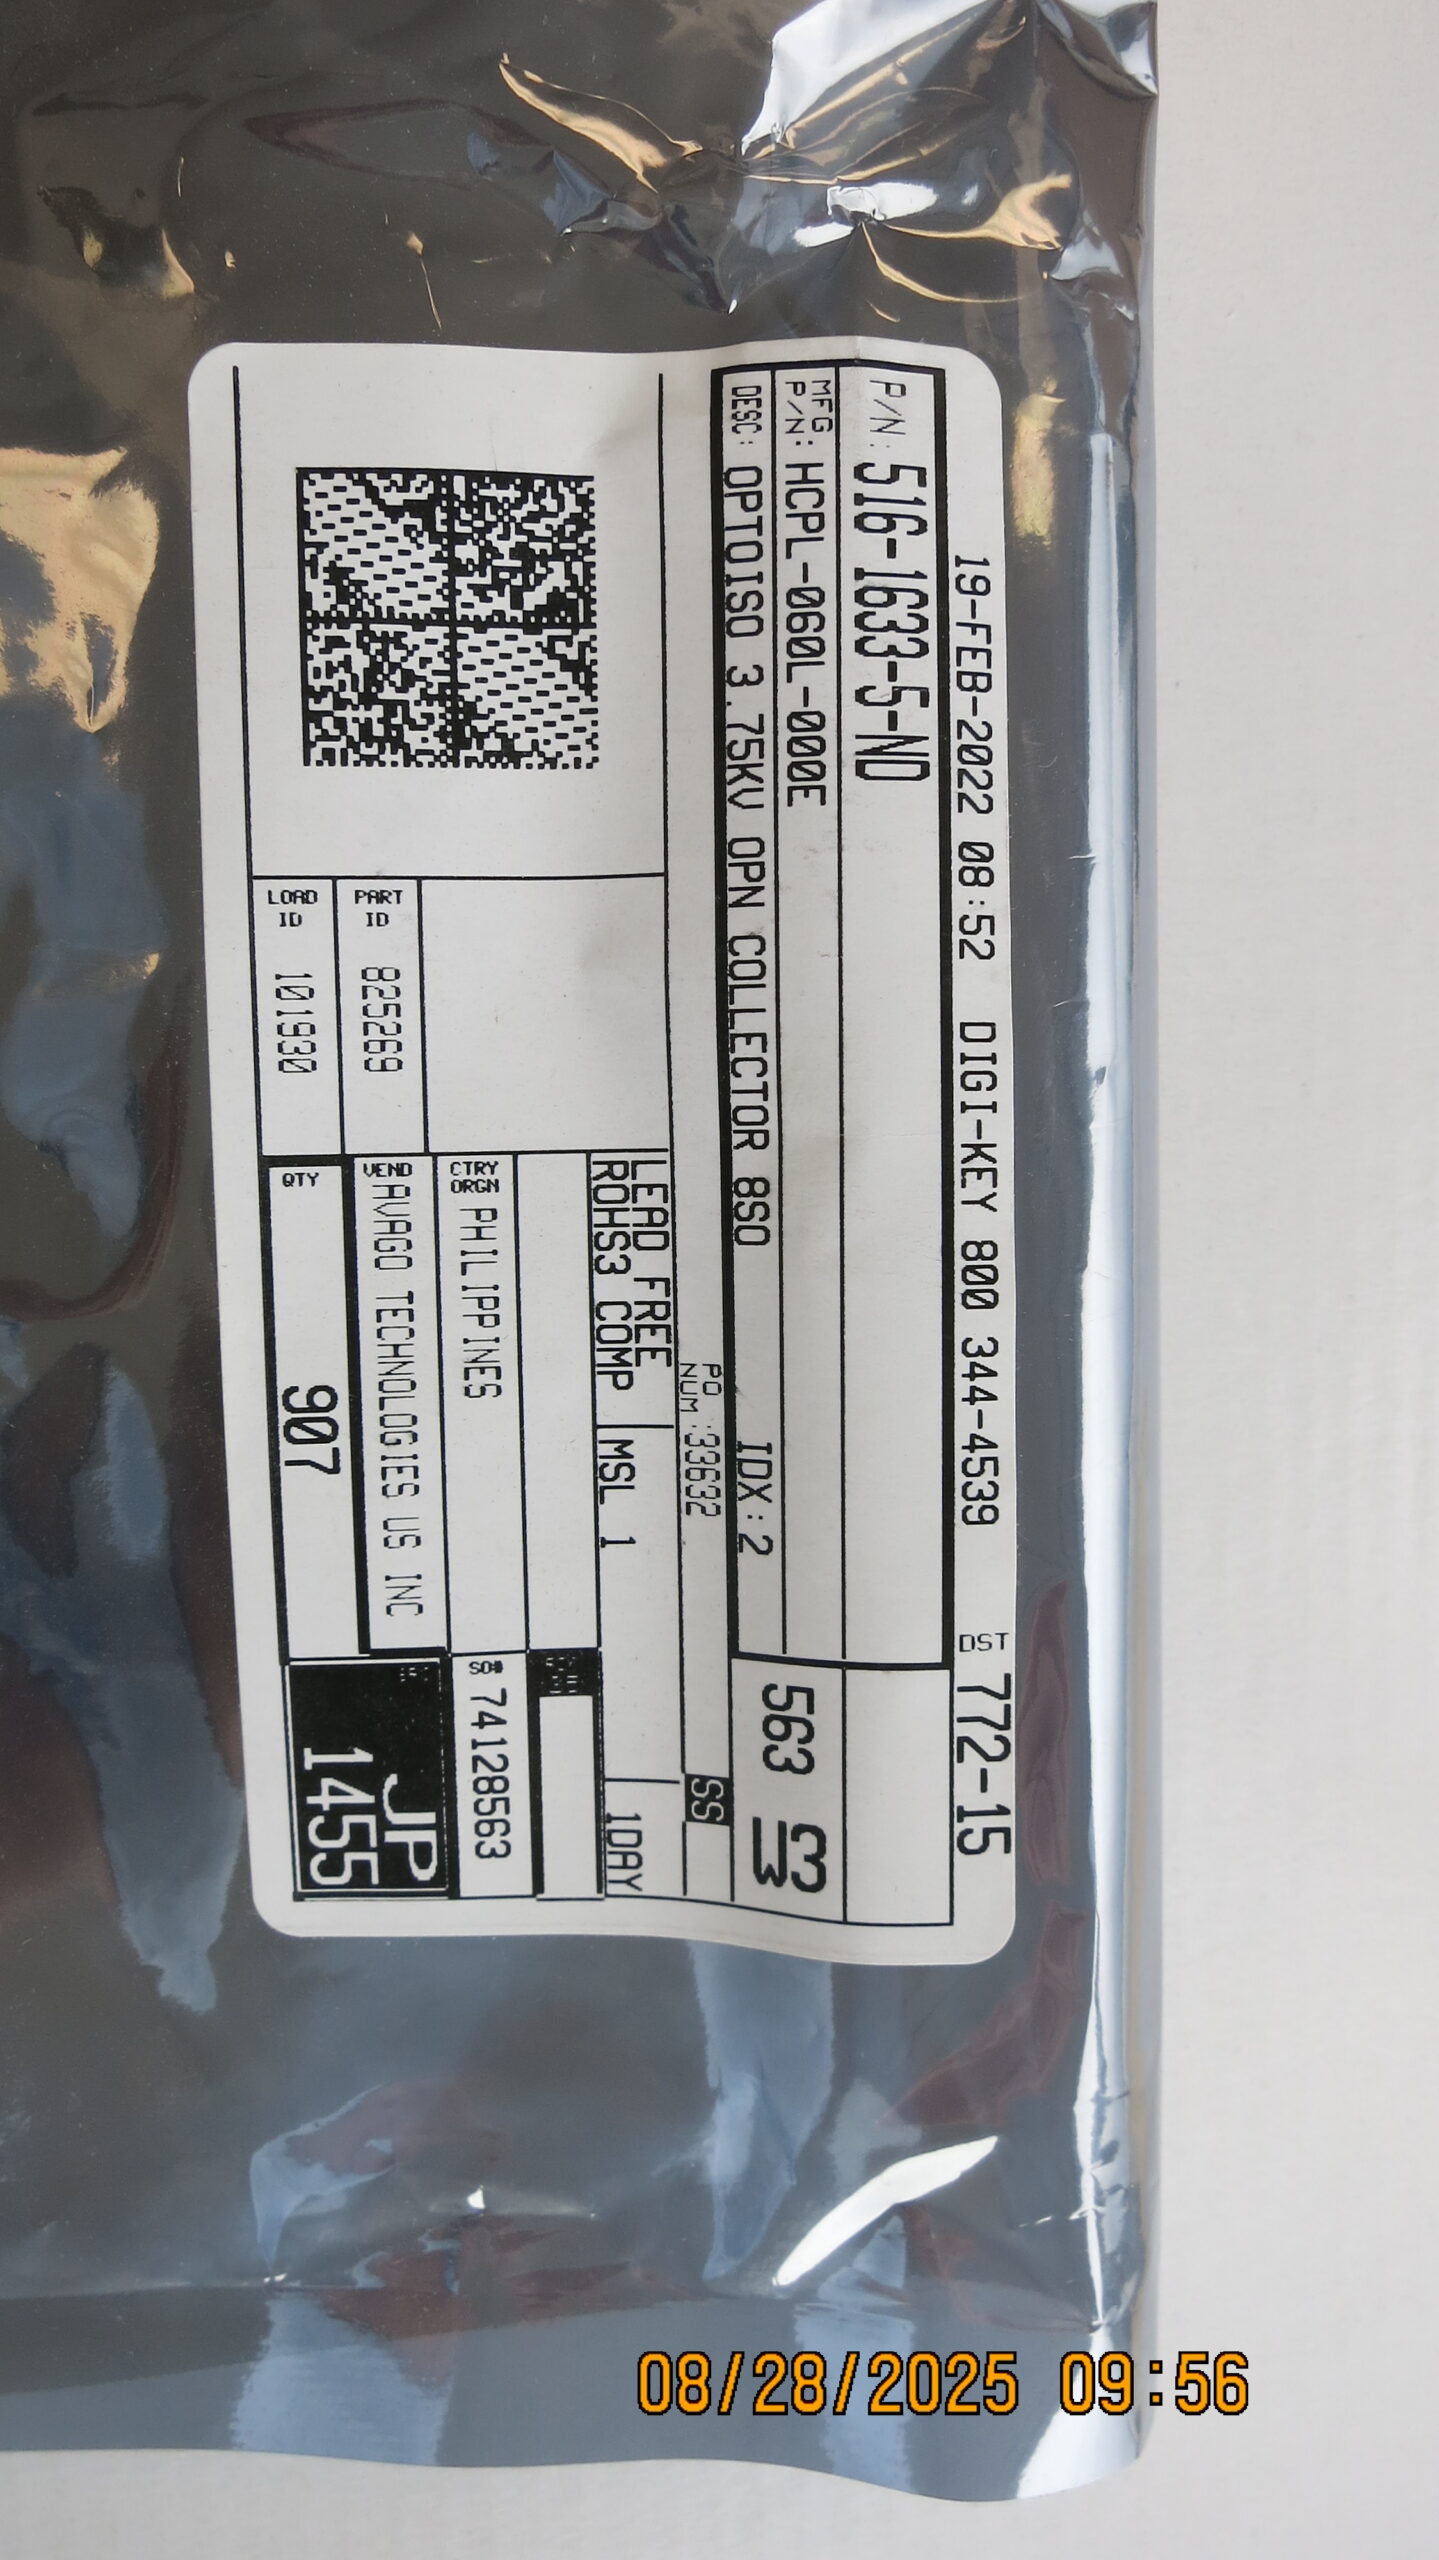 19-FEB-2022 08:52 DIGI-KEY 800 344-4539 DST 772-15
P/N: 516-1633-5-ND
MFG P/N: HCPL-060L-000E
DESC: OPTOISO 3.75KV OPN COLLECTOR 8SO IDX:2
563 3
W
PO NUM:33632 SS
LEAD FREE
ROHS3 COMP MSL 1 1DAY
PART ID 825269
LOAD ID 101930
CTRY ORGN PHILIPPINES
SO# 74128563
VEND AVAGO TECHNOLOGIES US INC
QTY 907
JP
1455
08/28/2025 09:56